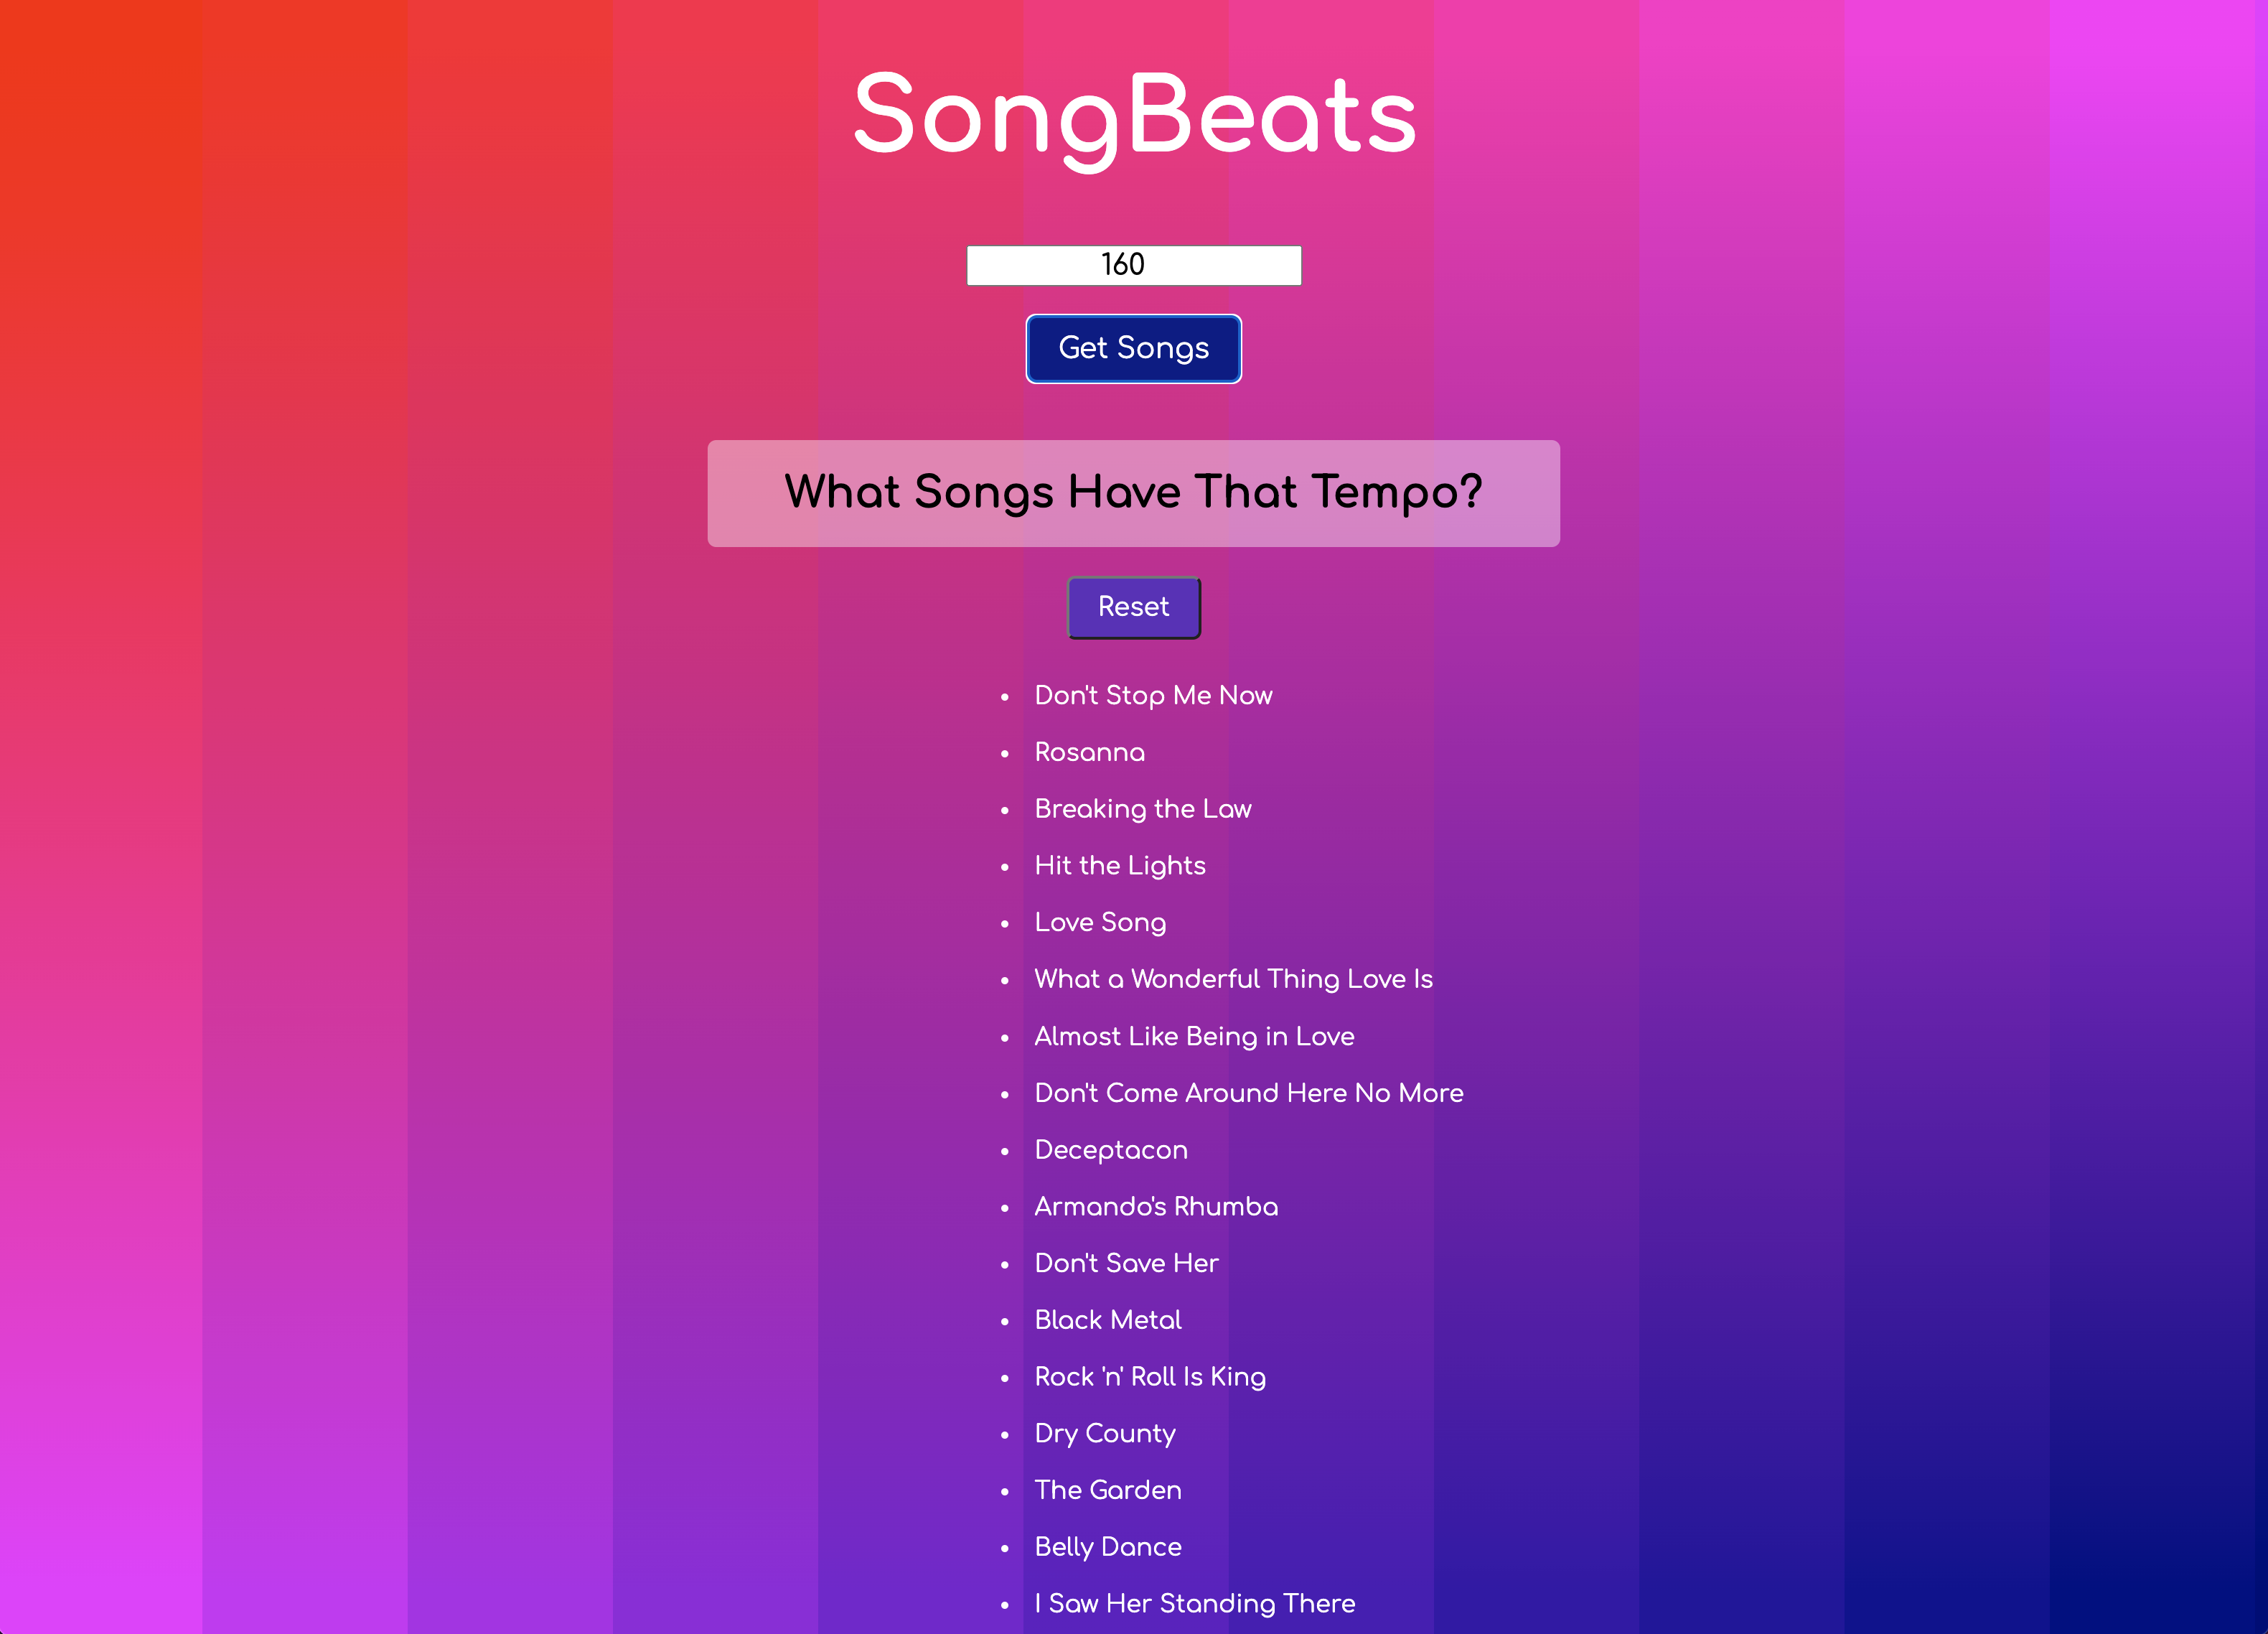 SongBeats
160
Get Songs
What Songs Have That Tempo?
Reset
• Don't Stop Me Now
• Rosanna
• Breaking the Law
• Hit the Lights
• Love Song
• What a Wonderful Thing Love Is
• Almost Like Being in Love
• Don't Come Around Here No More
• Deceptacon
• Armando's Rhumba
• Don't Save Her
• Black Metal
• Rock 'n' Roll Is King
• Dry County
• The Garden
• Belly Dance
• I Saw Her Standing There